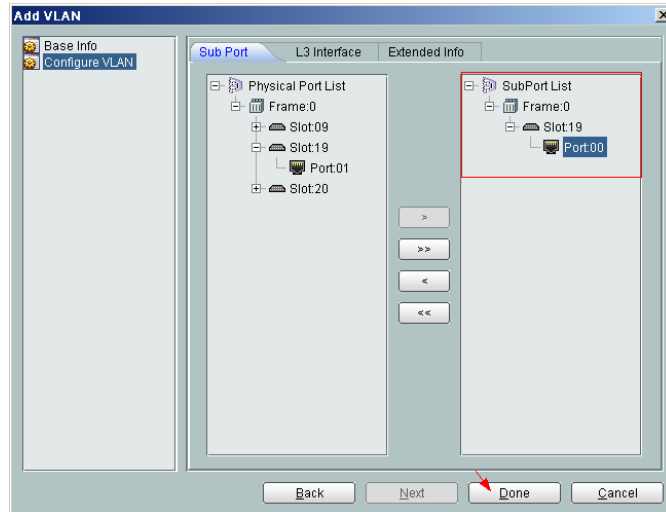 Add VLAN
Base Info
Configure VLAN
Sub Port
L3 Interface
Extended Info
Physical Port List
Frame:0
Slot:09
Slot:19
Port:01
Slot:20
>
>>
<
<<
SubPort List
Frame:0
Slot:19
Port:00
Back
Next
Done
Cancel